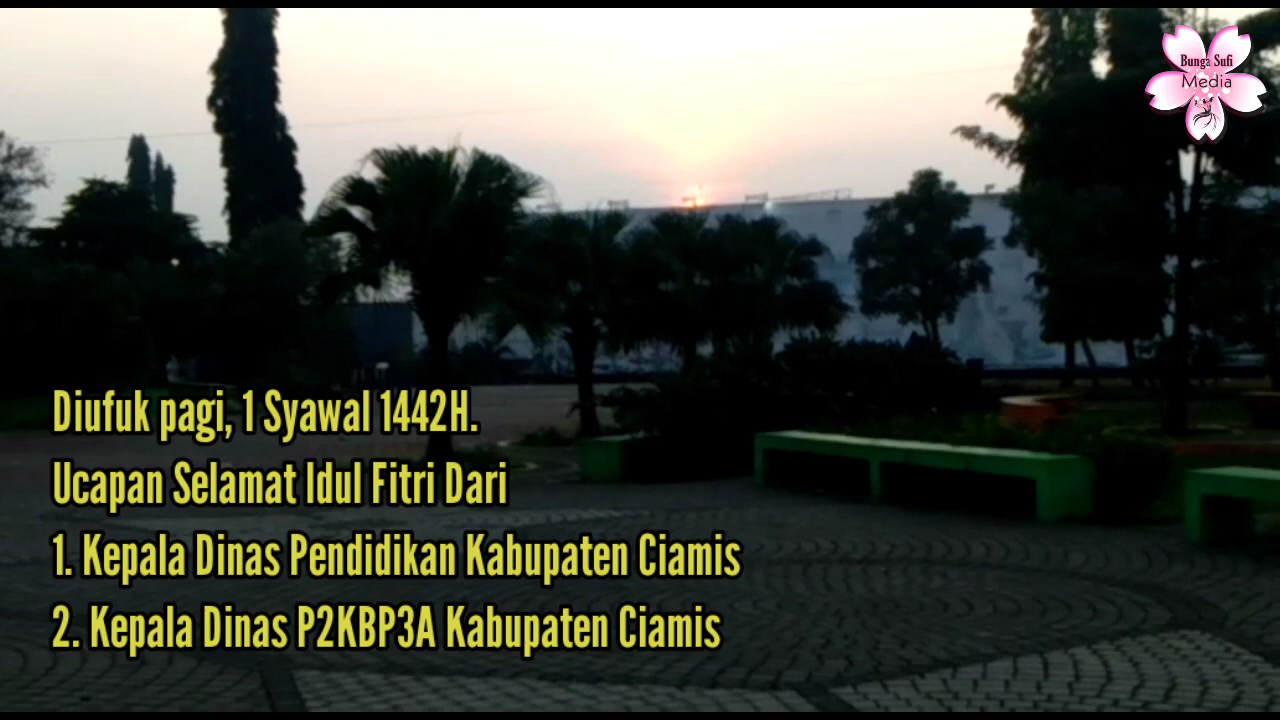 Bunga Sufi
Media
Diufuk pagi, 1 Syawal 1442H.
Ucapan Selamat Idul Fitri Dari
1. Kepala Dinas Pendidikan Kabupaten Ciamis
2. Kepala Dinas P2KBP3A Kabupaten Ciamis